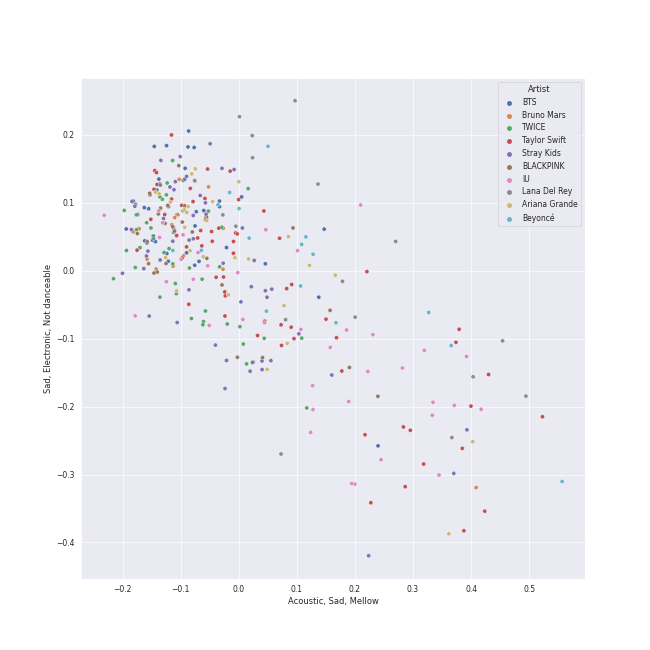 Artist
BTS
Bruno Mars
TWICE
Taylor Swift
Stray Kids
BLACKPINK
IU
Lana Del Rey
Ariana Grande
Beyoncé
Sad, Electronic, Not danceable
0.2
0.1
0.0
−0.1
−0.2
−0.3
−0.4
−0.2 −0.1 0.0 0.1 0.2 0.3 0.4 0.5
Acoustic, Sad, Mellow